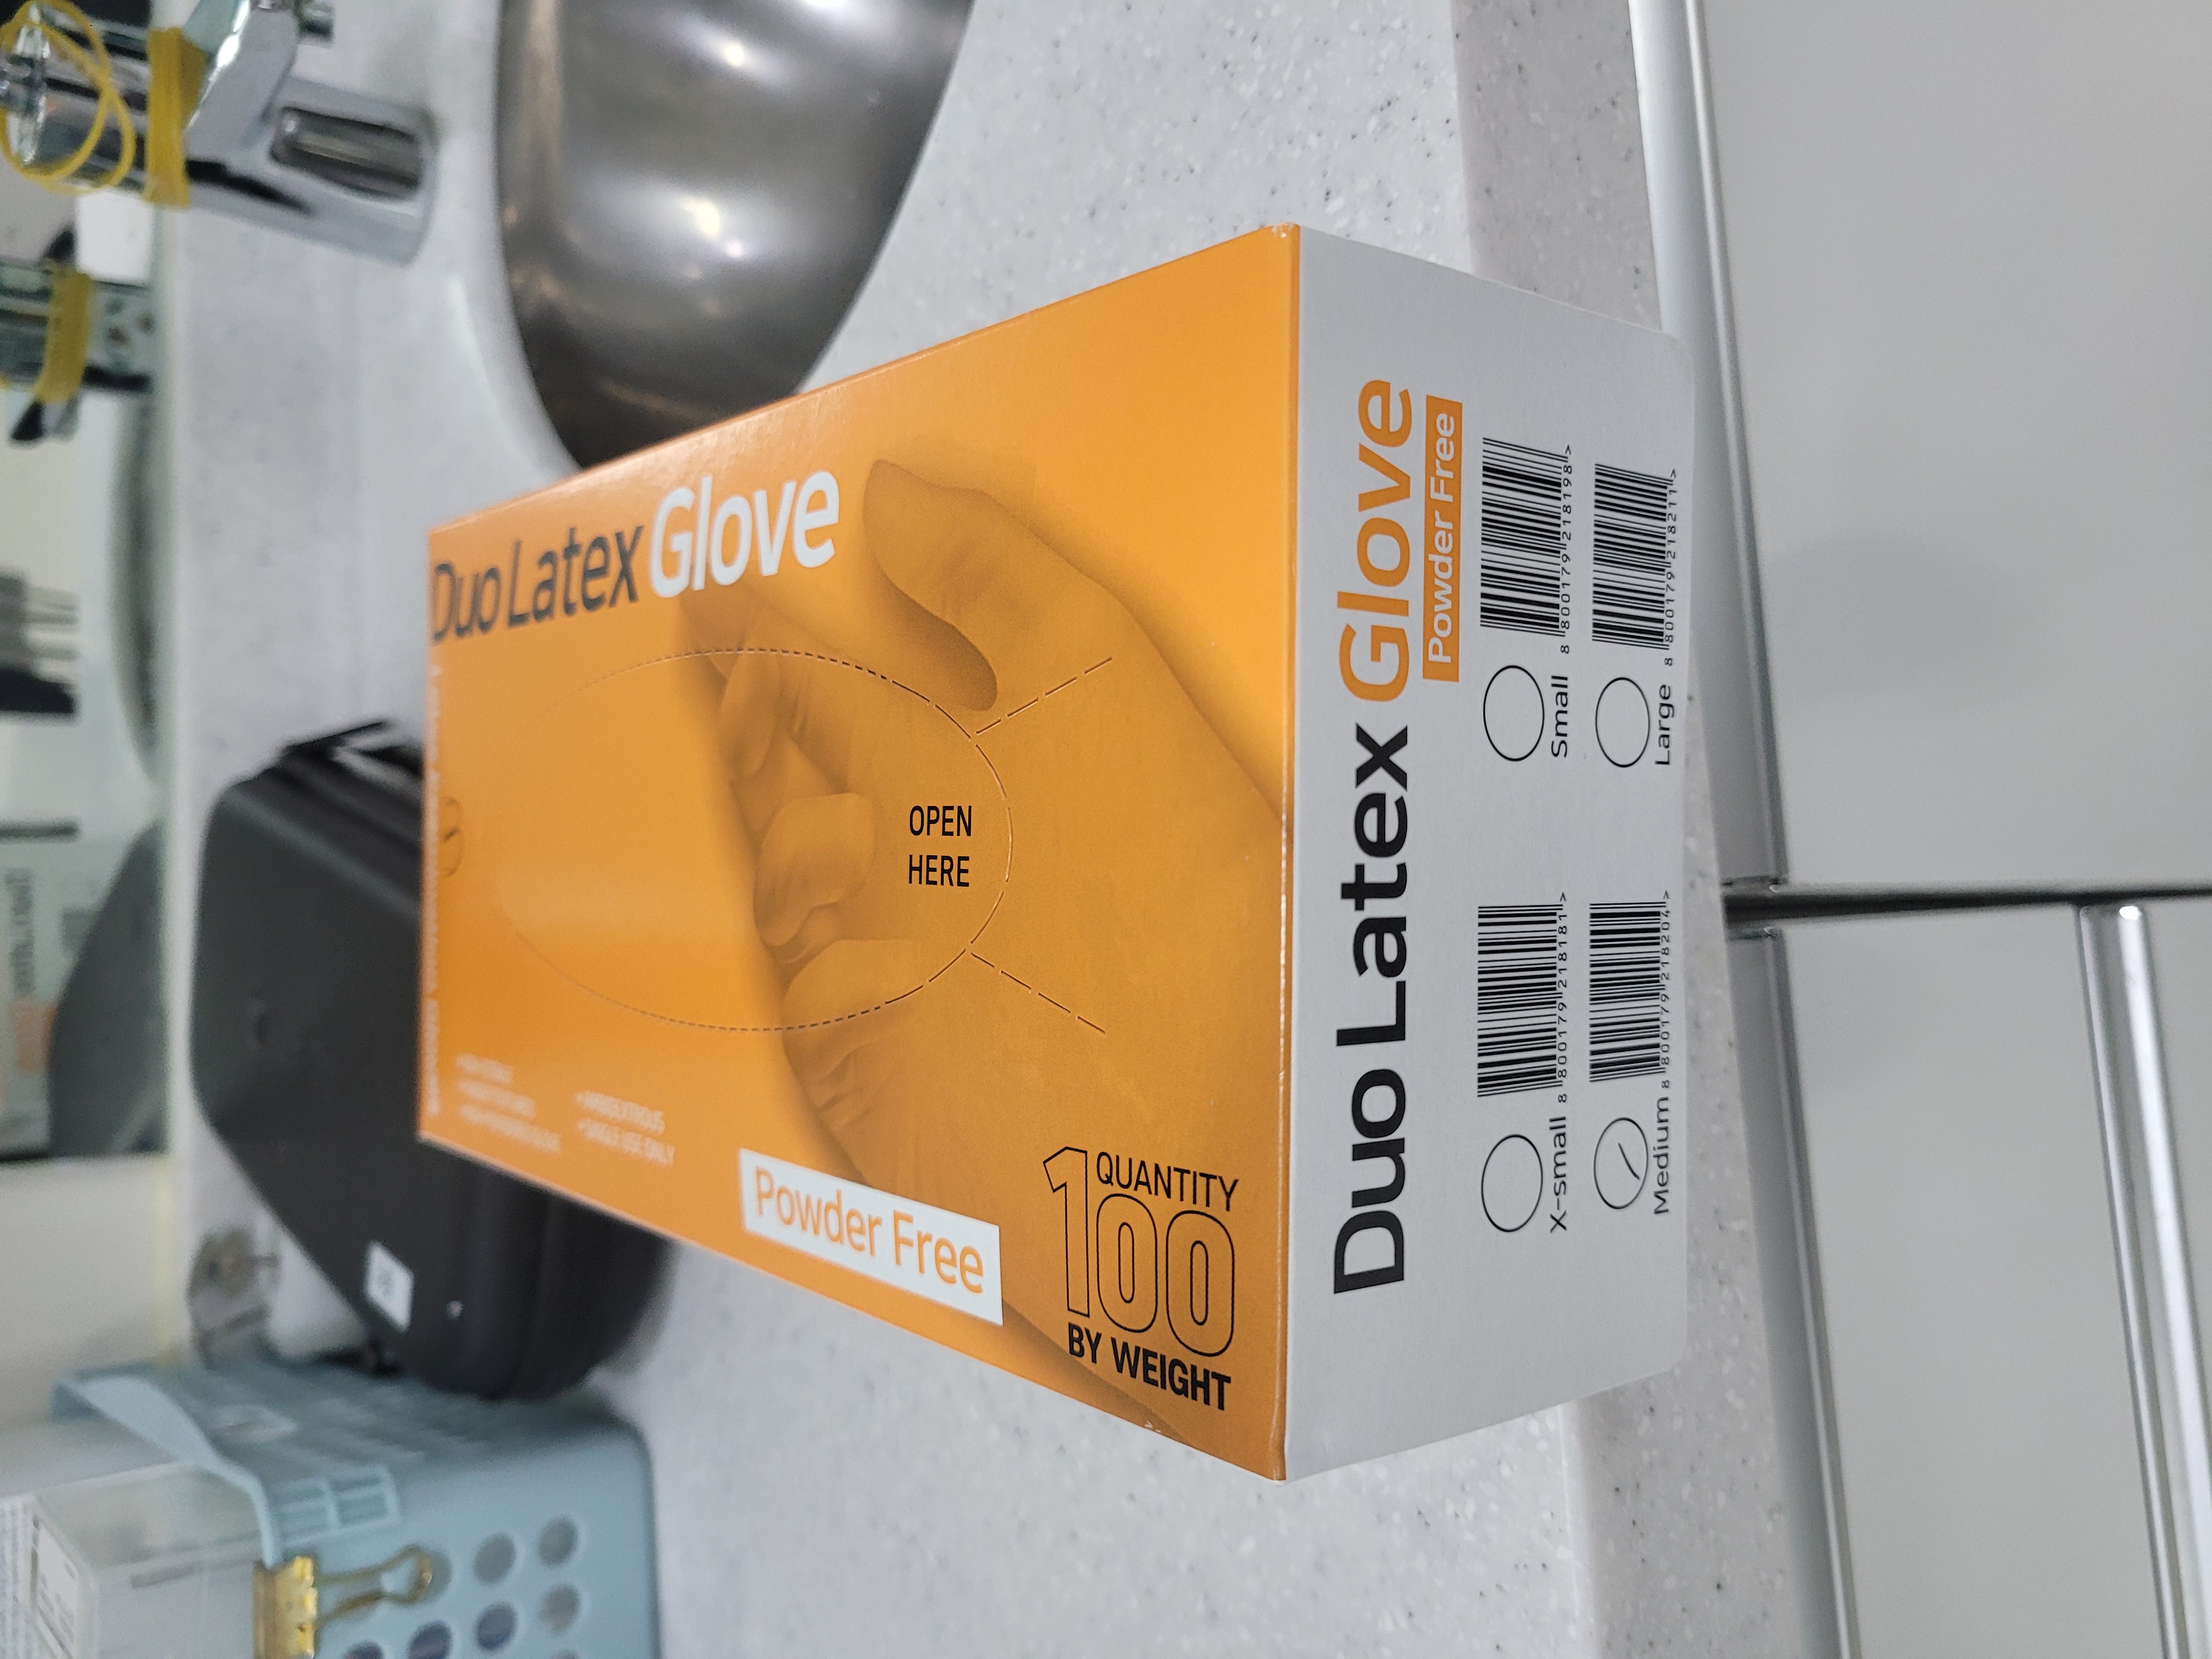 Duo Latex Glove
OPEN
HERE
Powder Free
QUANTITY
100
BY WEIGHT
Duo Latex Glove
Powder Free
X-small
8 800179 218181 >
Small
8 800179 218198 >
Medium
8 800179 218204 >
Large
8 800179 218211 >